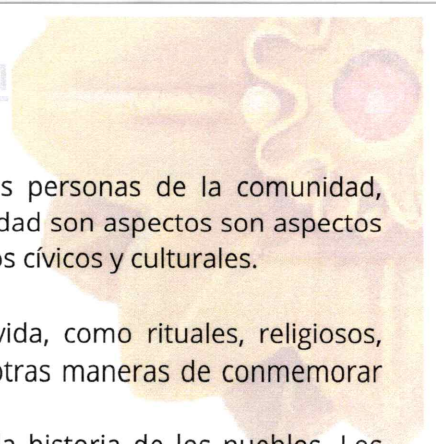 s personas de la comunidad,
dad son aspectos son aspectos
os cívicos y culturales.
vida, como rituales, religiosos,
otras maneras de conmemorar
a historia de los pueblos. Los